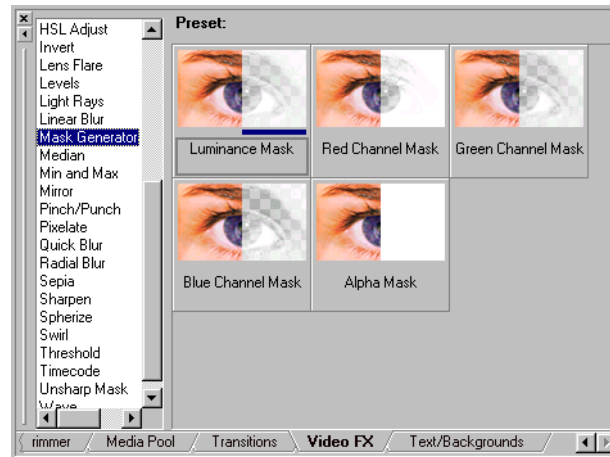 Preset:
HSL Adjust
Invert
Lens Flare
Levels
Light Rays
Linear Blur
Mask Generator
Median
Min and Max
Mirror
Pinch/Punch
Pixelate
Quick Blur
Radial Blur
Sepia
Sharpen
Spherize
Swirl
Threshold
Timecode
Unsharp Mask
Wave
Luminance Mask
Red Channel Mask
Green Channel Mask
Blue Channel Mask
Alpha Mask
rimmer
Media Pool
Transitions
Video FX
Text/Backgrounds